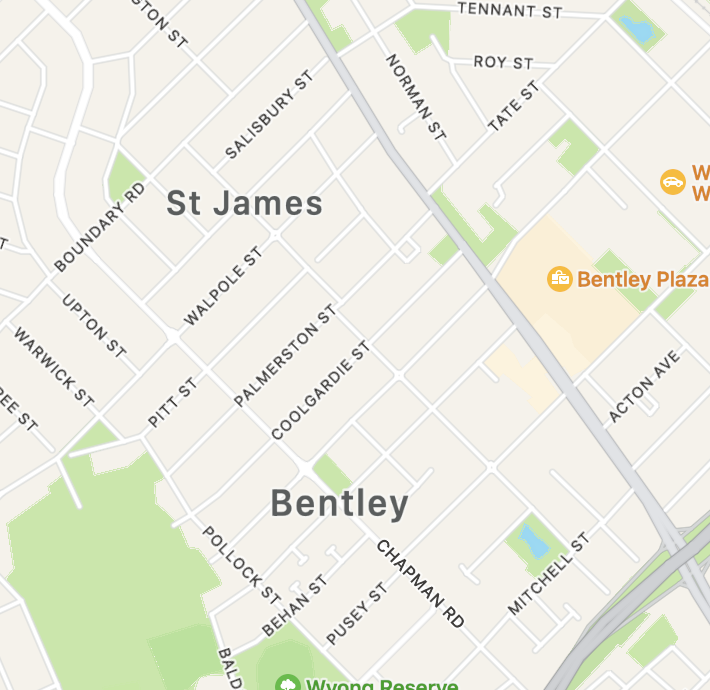 TENNANT ST
ROY ST
NORMAN ST
TATE ST
SALISBURY ST
St James
BOUNDARY RD
WALPOLE ST
Bentley Plaza
UPTON ST
WARWICK ST
PALMERSTON ST
COOLGARDIE ST
PITT ST
ACTON AVE
Bentley
POLLOCK ST
CHAPMAN RD
MITCHELL ST
BEHAN ST
PUSEY ST
Wyong Reserve